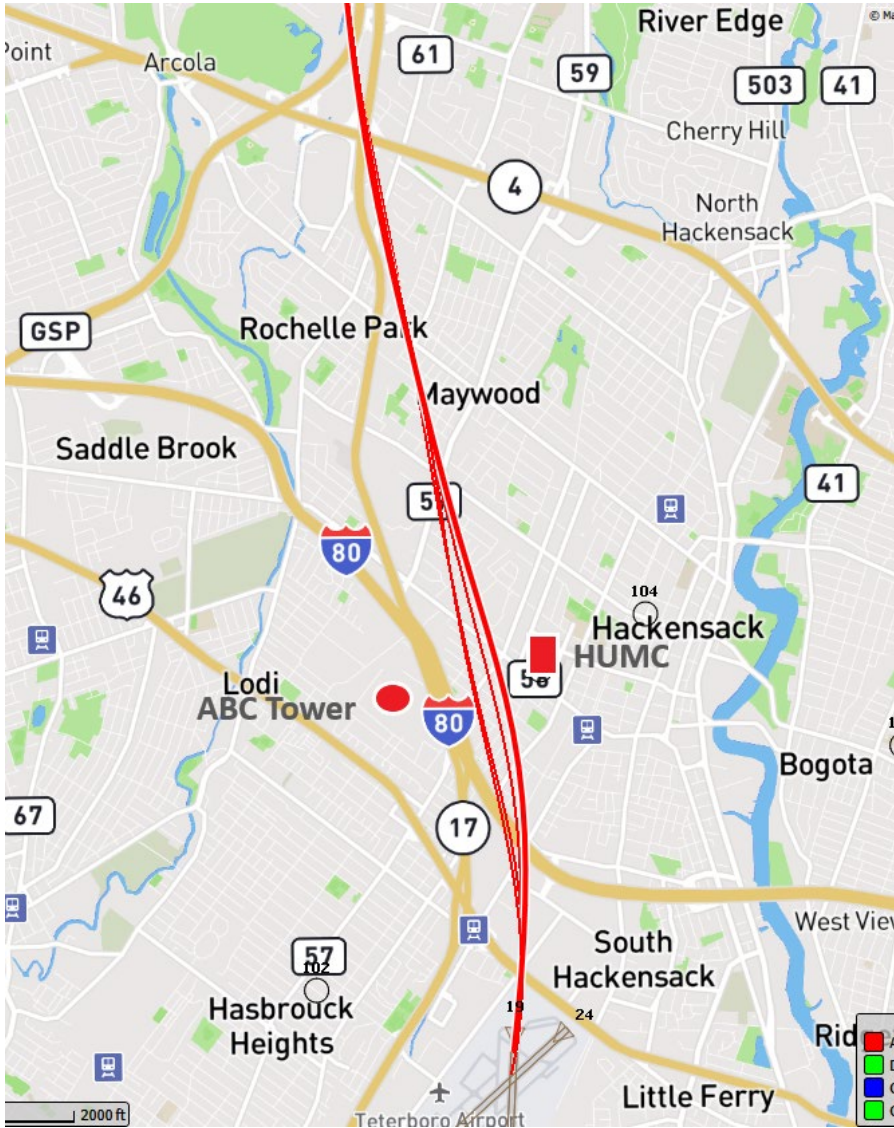 River Edge
© Ma
Point
Arcola
61
59
503
41
Cherry Hill
4
North
Hackensack
GSP
Rochelle Park
Maywood
Saddle Brook
41
80
46
104
Hackensack
HUMC
Lodi
ABC Tower
80
Bogota
67
17
West View
57
102
South
Hackensack
Hasbrouck
Heights
19
24
Little Ferry
2000 ft
Teterboro Airport